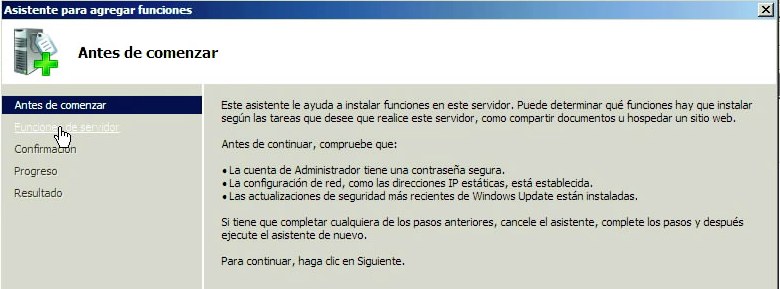 Asistente para agregar funciones
Antes de comenzar
Antes de comenzar
Funciones de servidor
Confirmación
Progreso
Resultado
Este asistente le ayuda a instalar funciones en este servidor. Puede determinar qué funciones hay que instalar
según las tareas que desee que realice este servidor, como compartir documentos u hospedar un sitio web.
Antes de continuar, compruebe que:
• La cuenta de Administrador tiene una contraseña segura.
• La configuración de red, como las direcciones IP estáticas, está establecida.
• Las actualizaciones de seguridad más recientes de Windows Update están instaladas.
Si tiene que completar cualquiera de los pasos anteriores, cancele el asistente, complete los pasos y después
ejecute el asistente de nuevo.
Para continuar, haga clic en Siguiente.